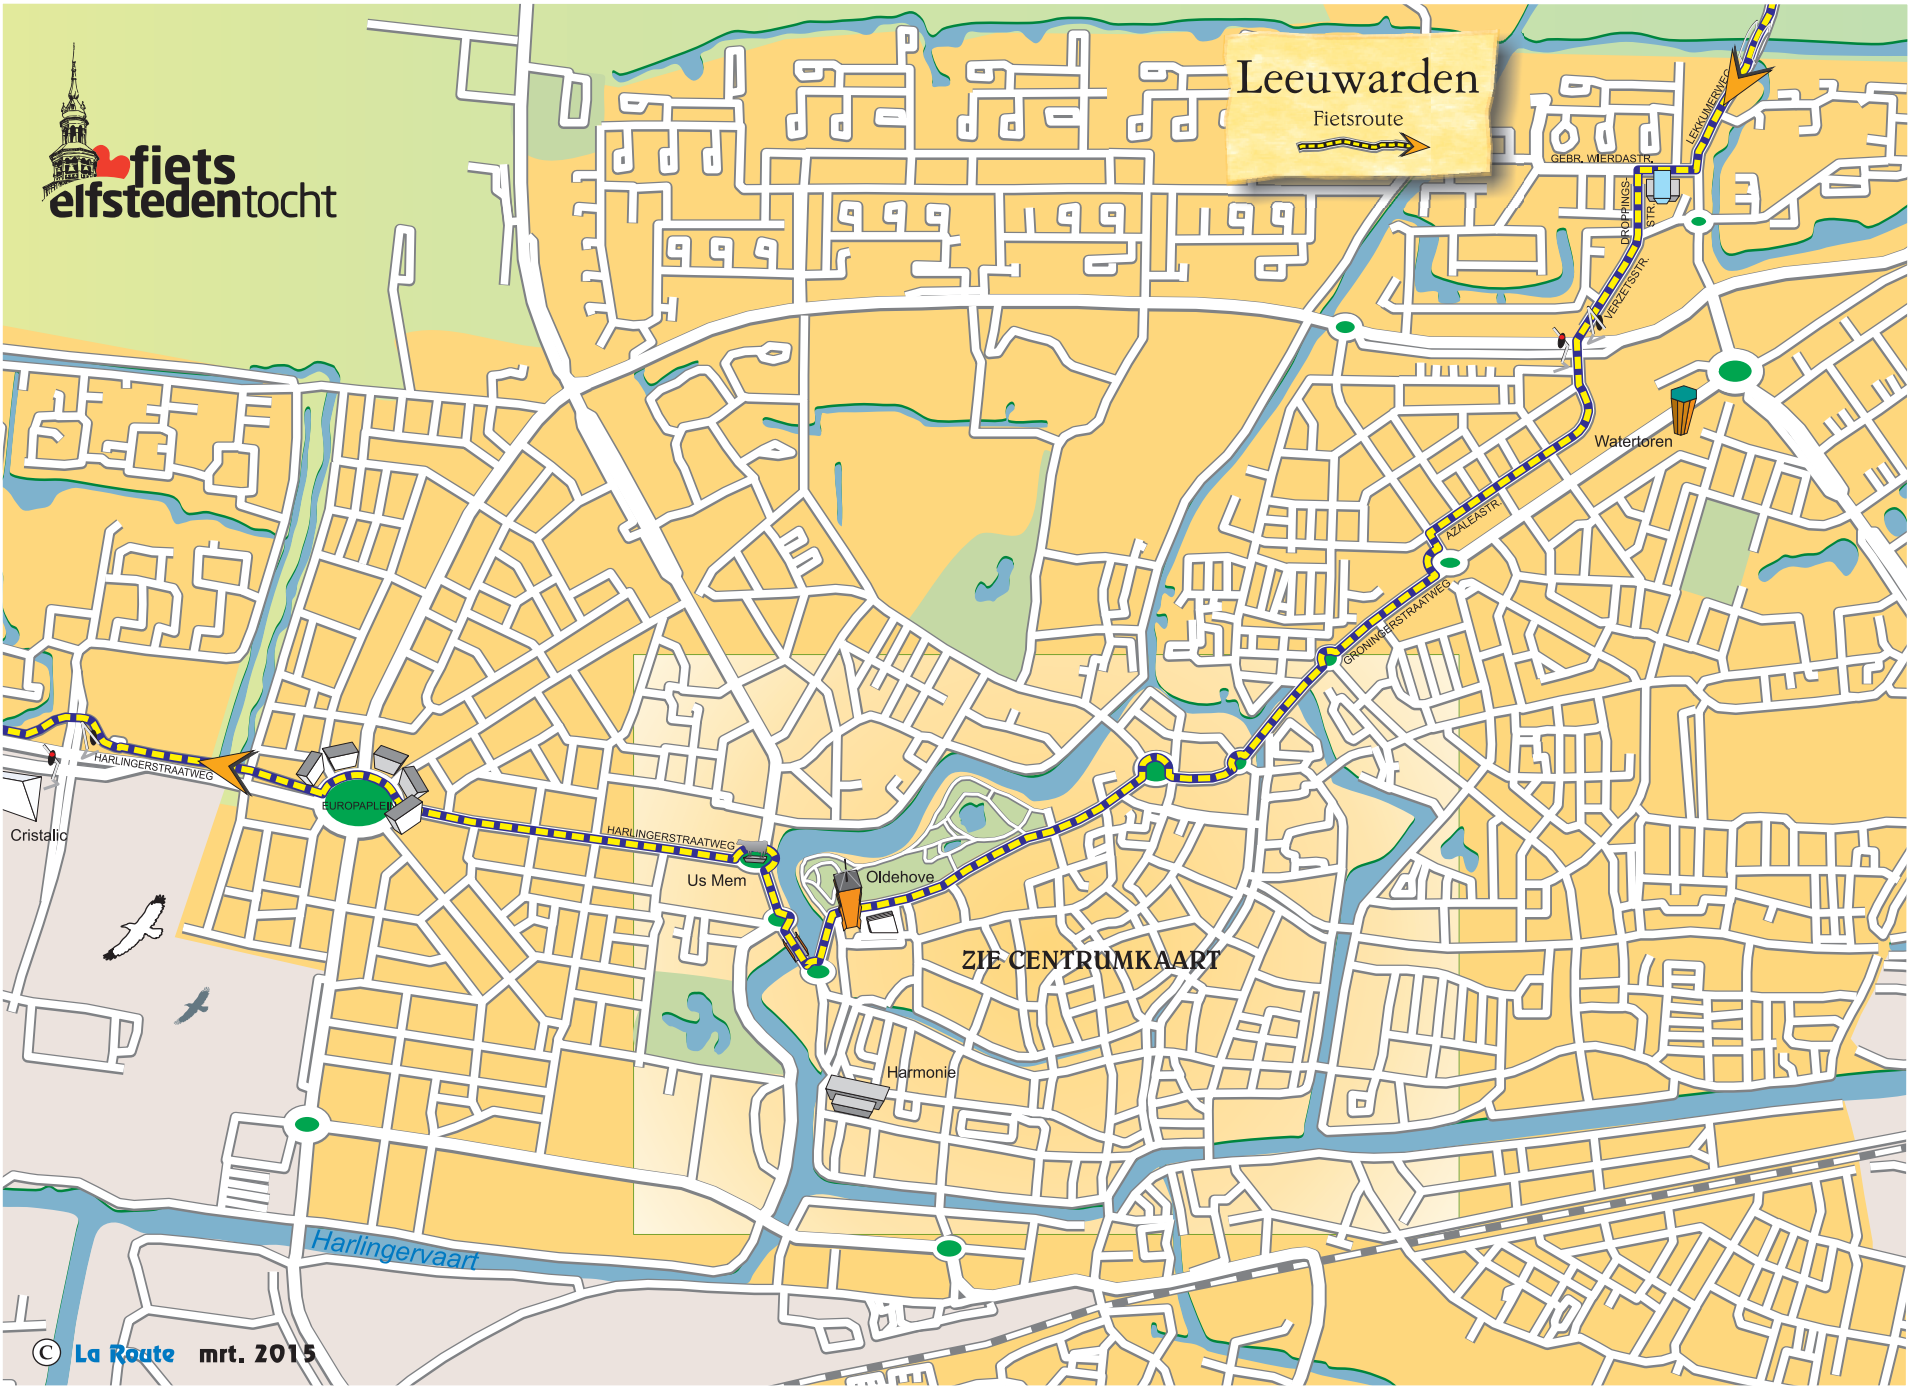 fiets
elfstedentocht
Leeuwarden
Fietsroute
LEKKUMERWEG
GEBR. WIERDASTR.
DROPPINGS-
STR.
VERZETSSTR.
Watertoren
AZALEASTR.
GRONINGERSTRAATWEG
HARLINGERSTRAATWEG
EUROPAPLEIN
Cristalic
HARLINGERSTRAATWEG
Us Mem
Oldehove
ZIE CENTRUMKAART
Harmonie
Harlingervaart
© La Route mrt. 2015